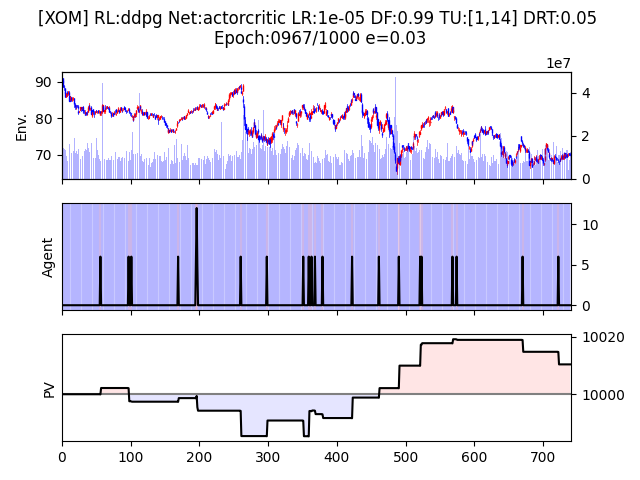 [XOM] RL:ddpg Net:actorcritic LR:1e-05 DF:0.99 TU:[1,14] DRT:0.05
Epoch:0967/1000 e=0.03
1e7
90
80
70
Env.
4
2
0
Agent
10
5
0
PV
10020
10000
0 100 200 300 400 500 600 700